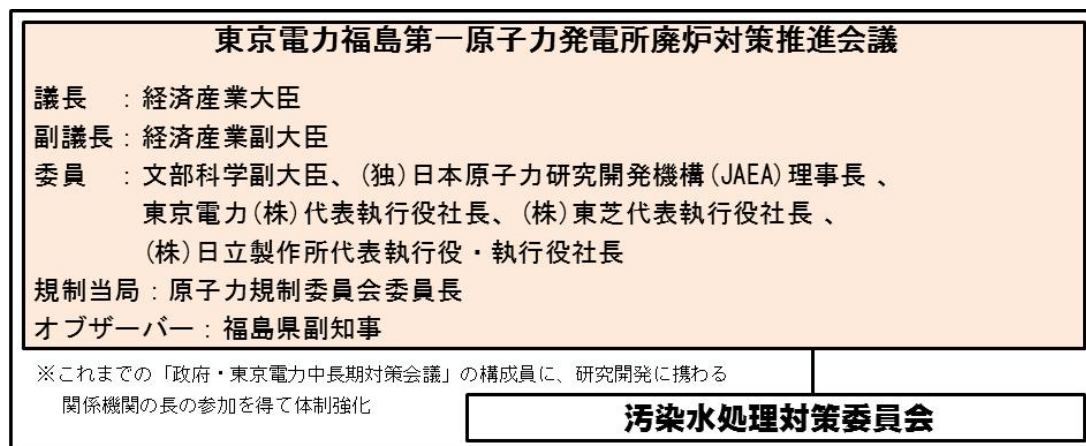 東京電力福島第一原子力発電所廃炉対策推進会議
議長　：経済産業大臣
副議長：経済産業副大臣
委員　：文部科学副大臣、(独)日本原子力研究開発機構(JAEA)理事長 、
東京電力(株)代表執行役社長、(株)東芝代表執行役社長 、
(株)日立製作所代表執行役・執行役社長
規制当局：原子力規制委員会委員長
オブザーバー：福島県副知事
※これまでの「政府・東京電力中長期対策会議」の構成員に、研究開発に携わる
関係機関の長の参加を得て体制強化
汚染水処理対策委員会